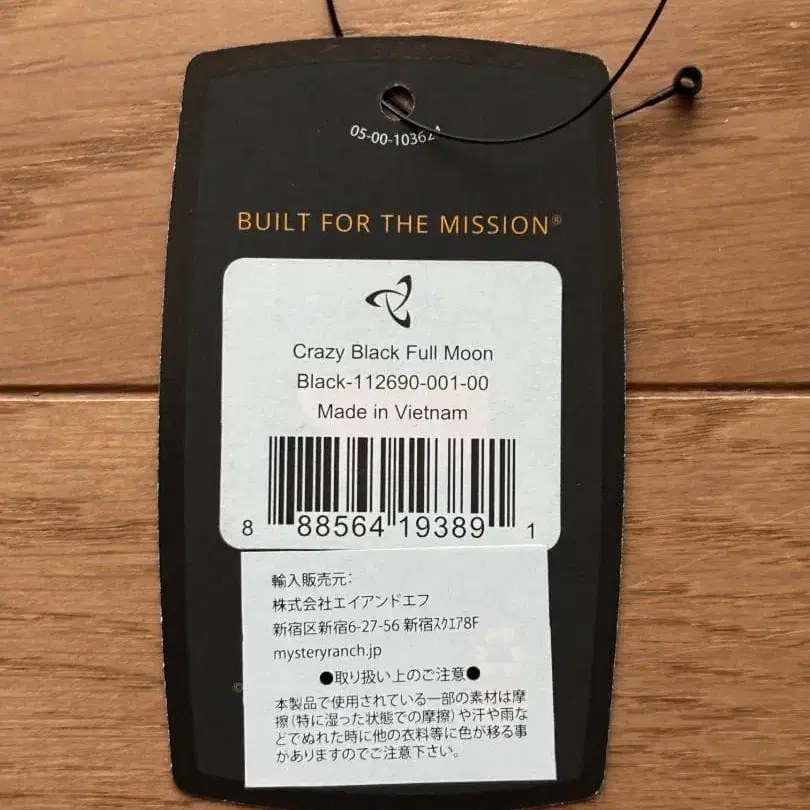 05-00-10362
BUILT FOR THE MISSION®
Crazy Black Full Moon
Black-112690-001-00
Made in Vietnam
8 88564 19389 1
輸入販売元:
株式会社エイアンドエフ
新宿区新宿6-27-56 新宿ｽｸｴｱ8F
mysteryranch.jp
●取り扱い上のご注意●
本製品で使用されている一部の素材は摩
擦(特に湿った状態での摩擦)や汗や雨な
どでぬれた時に他の衣料等に色が移る事
がありますのでご注意下さい。
©